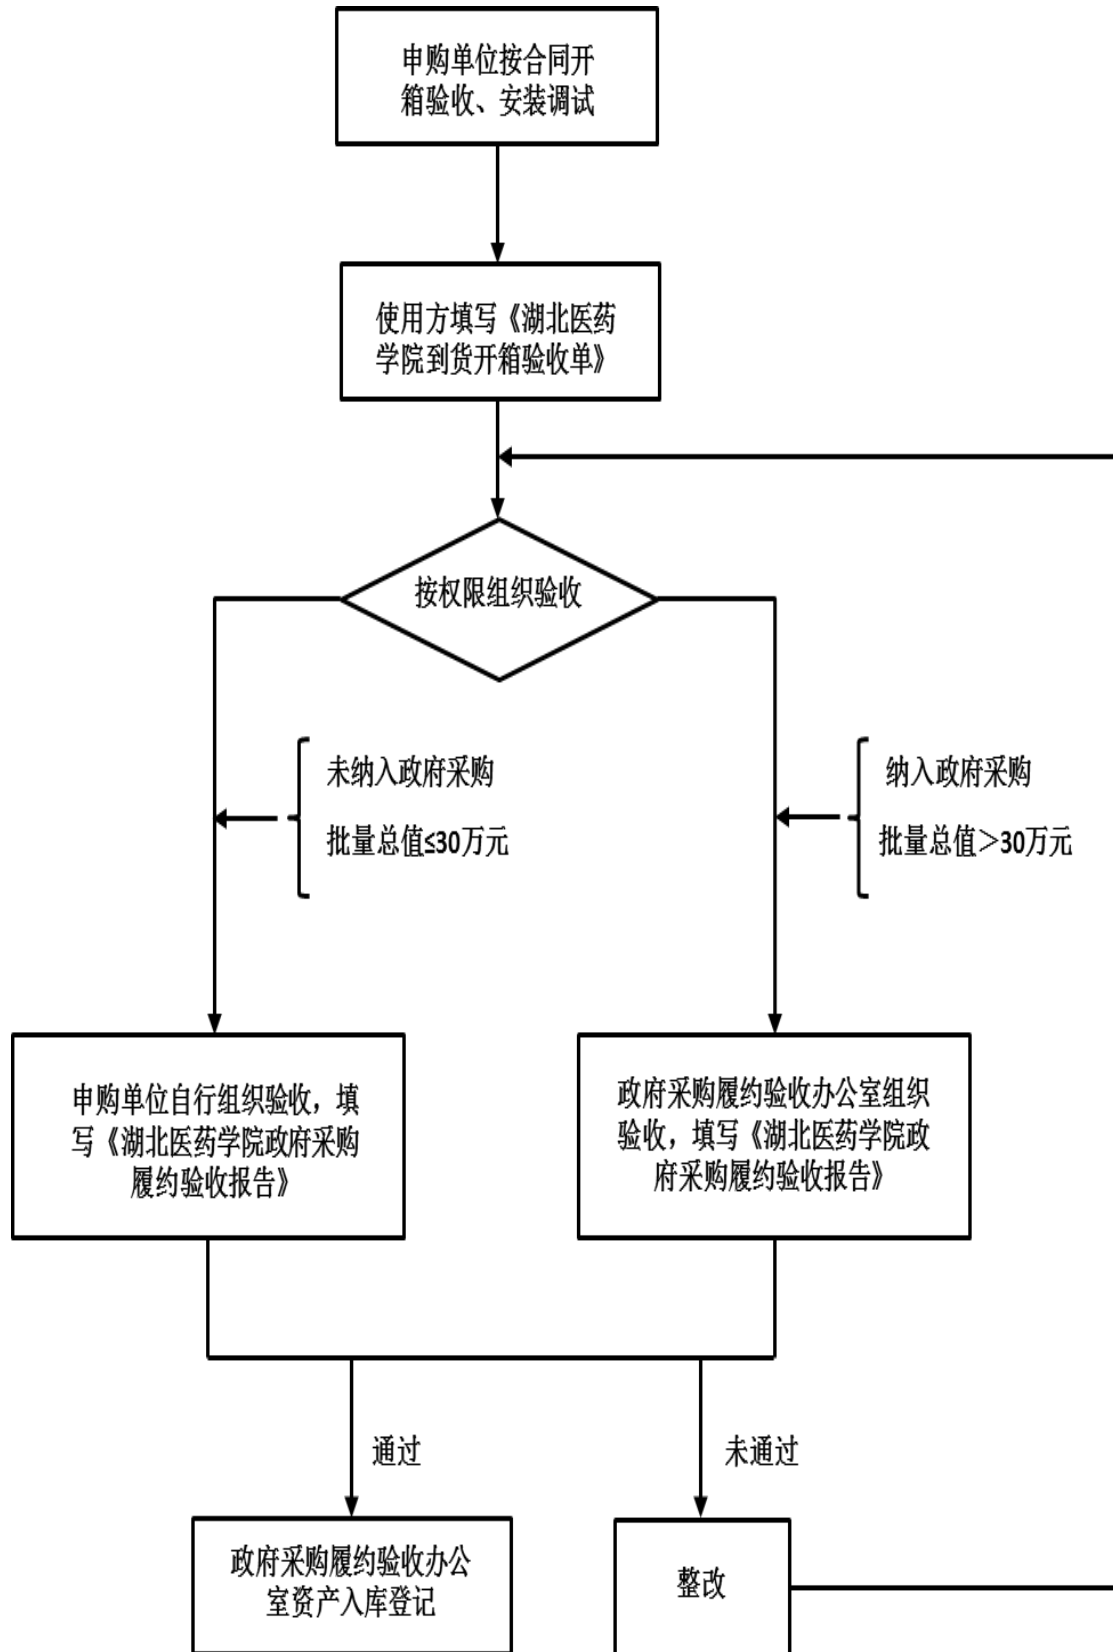 申购单位按合同开
箱验收、安装调试
使用方填写《湖北医药
学院到货开箱验收单》
按权限组织验收
未纳入政府采购
批量总值≤30万元
纳入政府采购
批量总值＞30万元
申购单位自行组织验收，填
写《湖北医药学院政府采购
履约验收报告》
政府采购履约验收办公室组织
验收，填写《湖北医药学院政
府采购履约验收报告》
通过
未通过
政府采购履约验收办公
室资产入库登记
整改